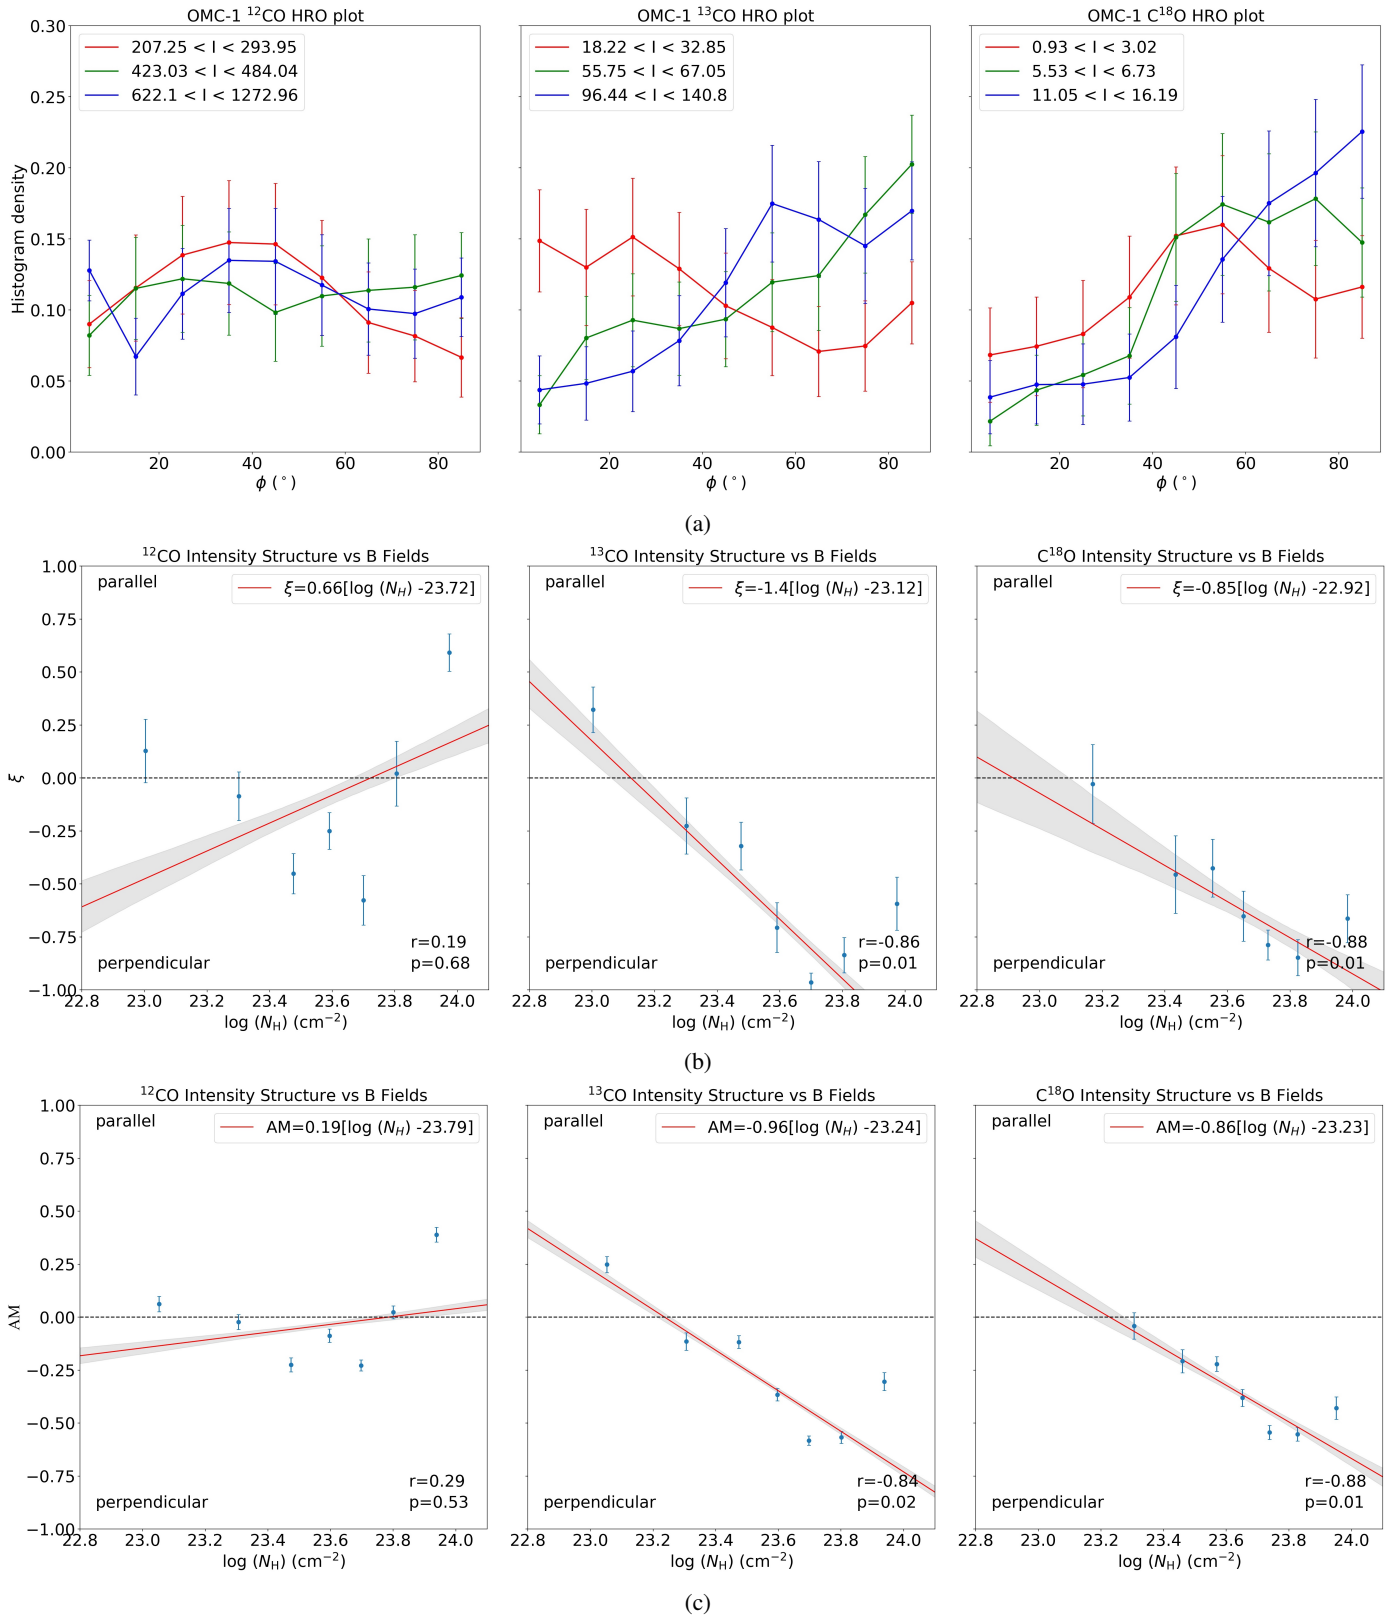 OMC-1 ¹²CO HRO plot
OMC-1 ¹³CO HRO plot
OMC-1 C¹⁸O HRO plot
207.25 < I < 293.95
423.03 < I < 484.04
622.1 < I < 1272.96
18.22 < I < 32.85
55.75 < I < 67.05
96.44 < I < 140.8
0.93 < I < 3.02
5.53 < I < 6.73
11.05 < I < 16.19
Histogram density
0.30
0.25
0.20
0.15
0.10
0.05
0.00
20 40 60 80
20 40 60 80
20 40 60 80
ϕ (°)
ϕ (°)
ϕ (°)
(a)
¹²CO Intensity Structure vs B Fields
¹³CO Intensity Structure vs B Fields
C¹⁸O Intensity Structure vs B Fields
parallel
ξ=0.66[log (N_H) -23.72]
parallel
ξ=-1.4[log (N_H) -23.12]
parallel
ξ=-0.85[log (N_H) -22.92]
ξ
1.00
0.75
0.50
0.25
0.00
−0.25
−0.50
−0.75
−1.00
r=0.19
p=0.68
perpendicular
r=-0.86
p=0.01
perpendicular
r=-0.88
p=0.01
perpendicular
22.8 23.0 23.2 23.4 23.6 23.8 24.0
22.8 23.0 23.2 23.4 23.6 23.8 24.0
22.8 23.0 23.2 23.4 23.6 23.8 24.0
log (N_H) (cm⁻²)
log (N_H) (cm⁻²)
log (N_H) (cm⁻²)
(b)
¹²CO Intensity Structure vs B Fields
¹³CO Intensity Structure vs B Fields
C¹⁸O Intensity Structure vs B Fields
parallel
AM=0.19[log (N_H) -23.79]
parallel
AM=-0.96[log (N_H) -23.24]
parallel
AM=-0.86[log (N_H) -23.23]
AM
1.00
0.75
0.50
0.25
0.00
−0.25
−0.50
−0.75
−1.00
r=0.29
p=0.53
perpendicular
r=-0.84
p=0.02
perpendicular
r=-0.88
p=0.01
perpendicular
22.8 23.0 23.2 23.4 23.6 23.8 24.0
22.8 23.0 23.2 23.4 23.6 23.8 24.0
22.8 23.0 23.2 23.4 23.6 23.8 24.0
log (N_H) (cm⁻²)
log (N_H) (cm⁻²)
log (N_H) (cm⁻²)
(c)